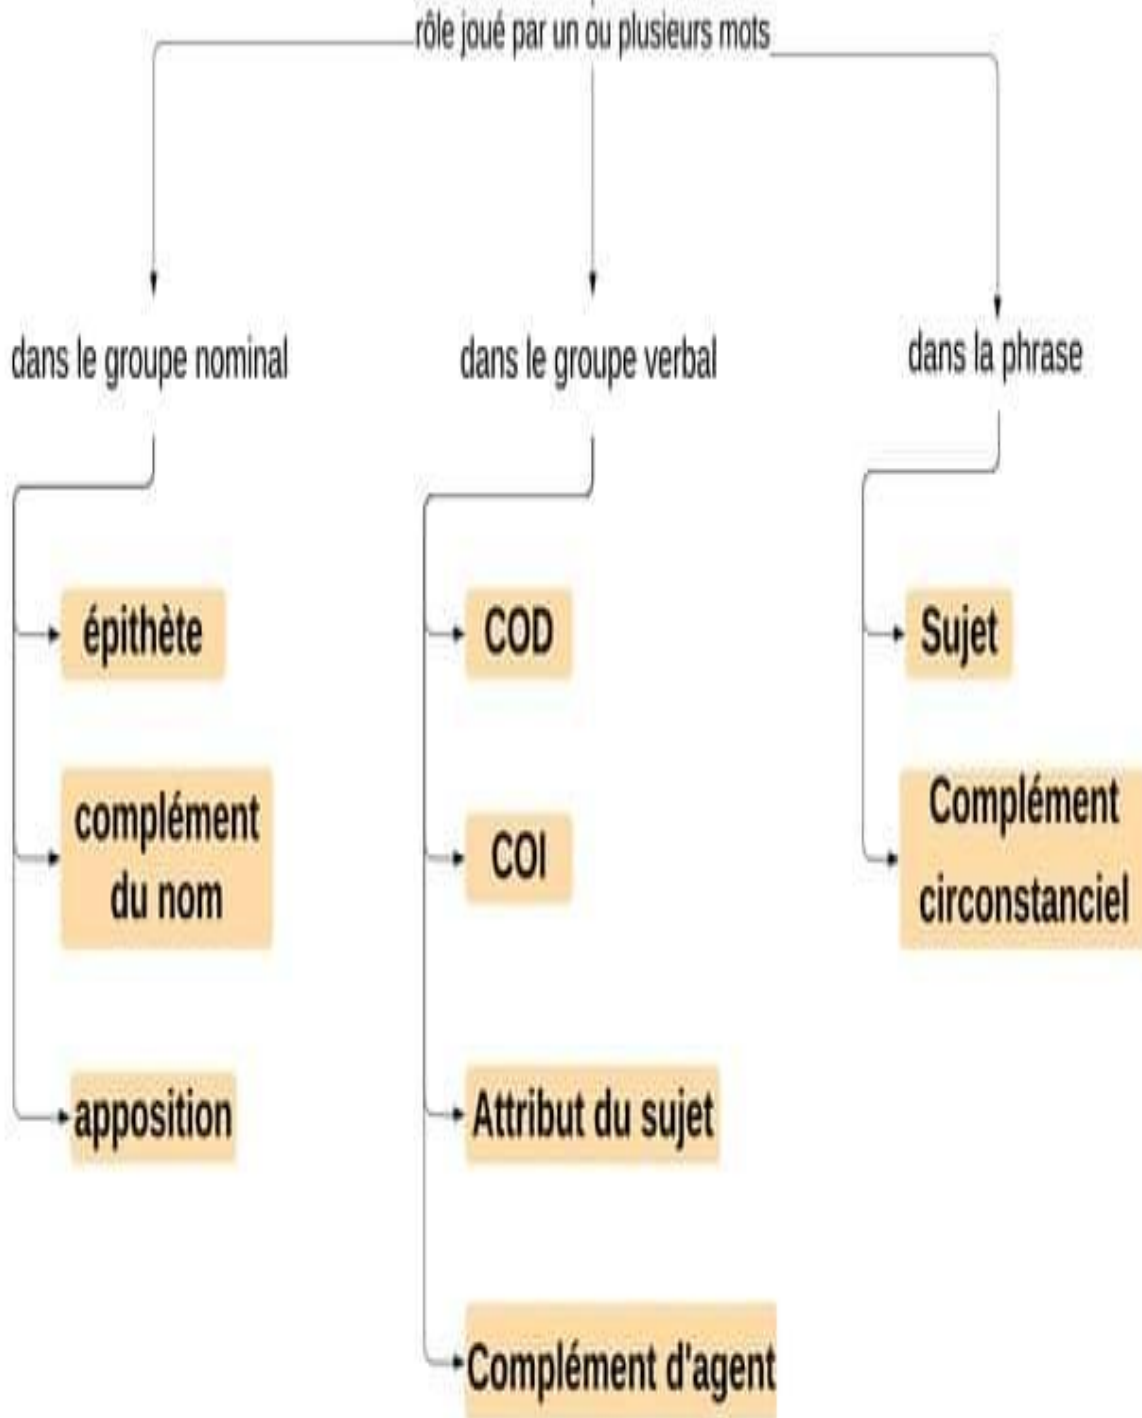 rôle joué par un ou plusieurs mots
dans le groupe nominal
dans le groupe verbal
dans la phrase
épithète
complément
du nom
apposition
COD
COI
Attribut du sujet
Complément d'agent
Sujet
Complément
circonstanciel